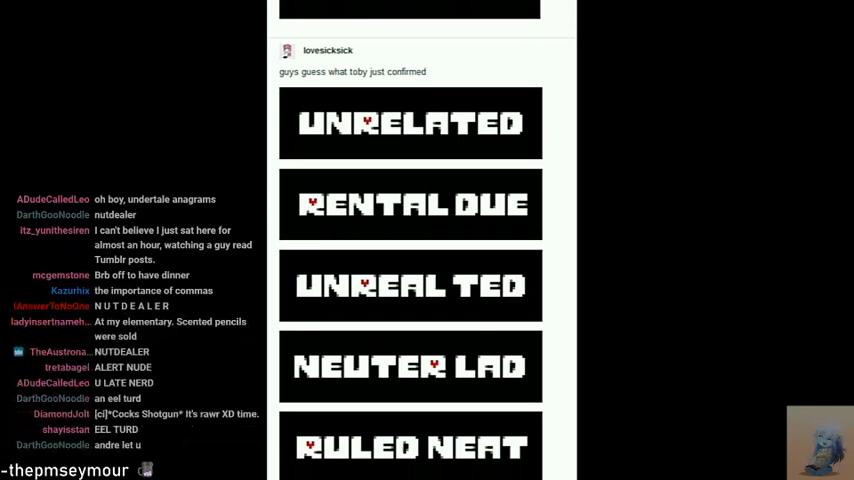 lovesicksick
guys guess what toby just confirmed
UNRELATED
RENTAL DUE
UNREAL TED
NEUTER LAD
RULED NEAT
ADudeCalledLeo oh boy, undertale anagrams
DarthGooNoodle nutdealer
itz_yunithesiren I can't believe I just sat here for
almost an hour, watching a guy read
Tumblr posts.
mcgemstone Brb off to have dinner
Kazurhix the importance of commas
IAnswerToNoOne N U T D E A L E R
ladyinsertnameh... At my elementary. Scented pencils
were sold
TheAustrona... NUTDEALER
tretabagel ALERT NUDE
ADudeCalledLeo U LATE NERD
DarthGooNoodle an eel turd
DiamondJolt [ci]*Cocks Shotgun* It's rawr XD time.
shayisstan EEL TURD
DarthGooNoodle andre let u
-thepmseymour